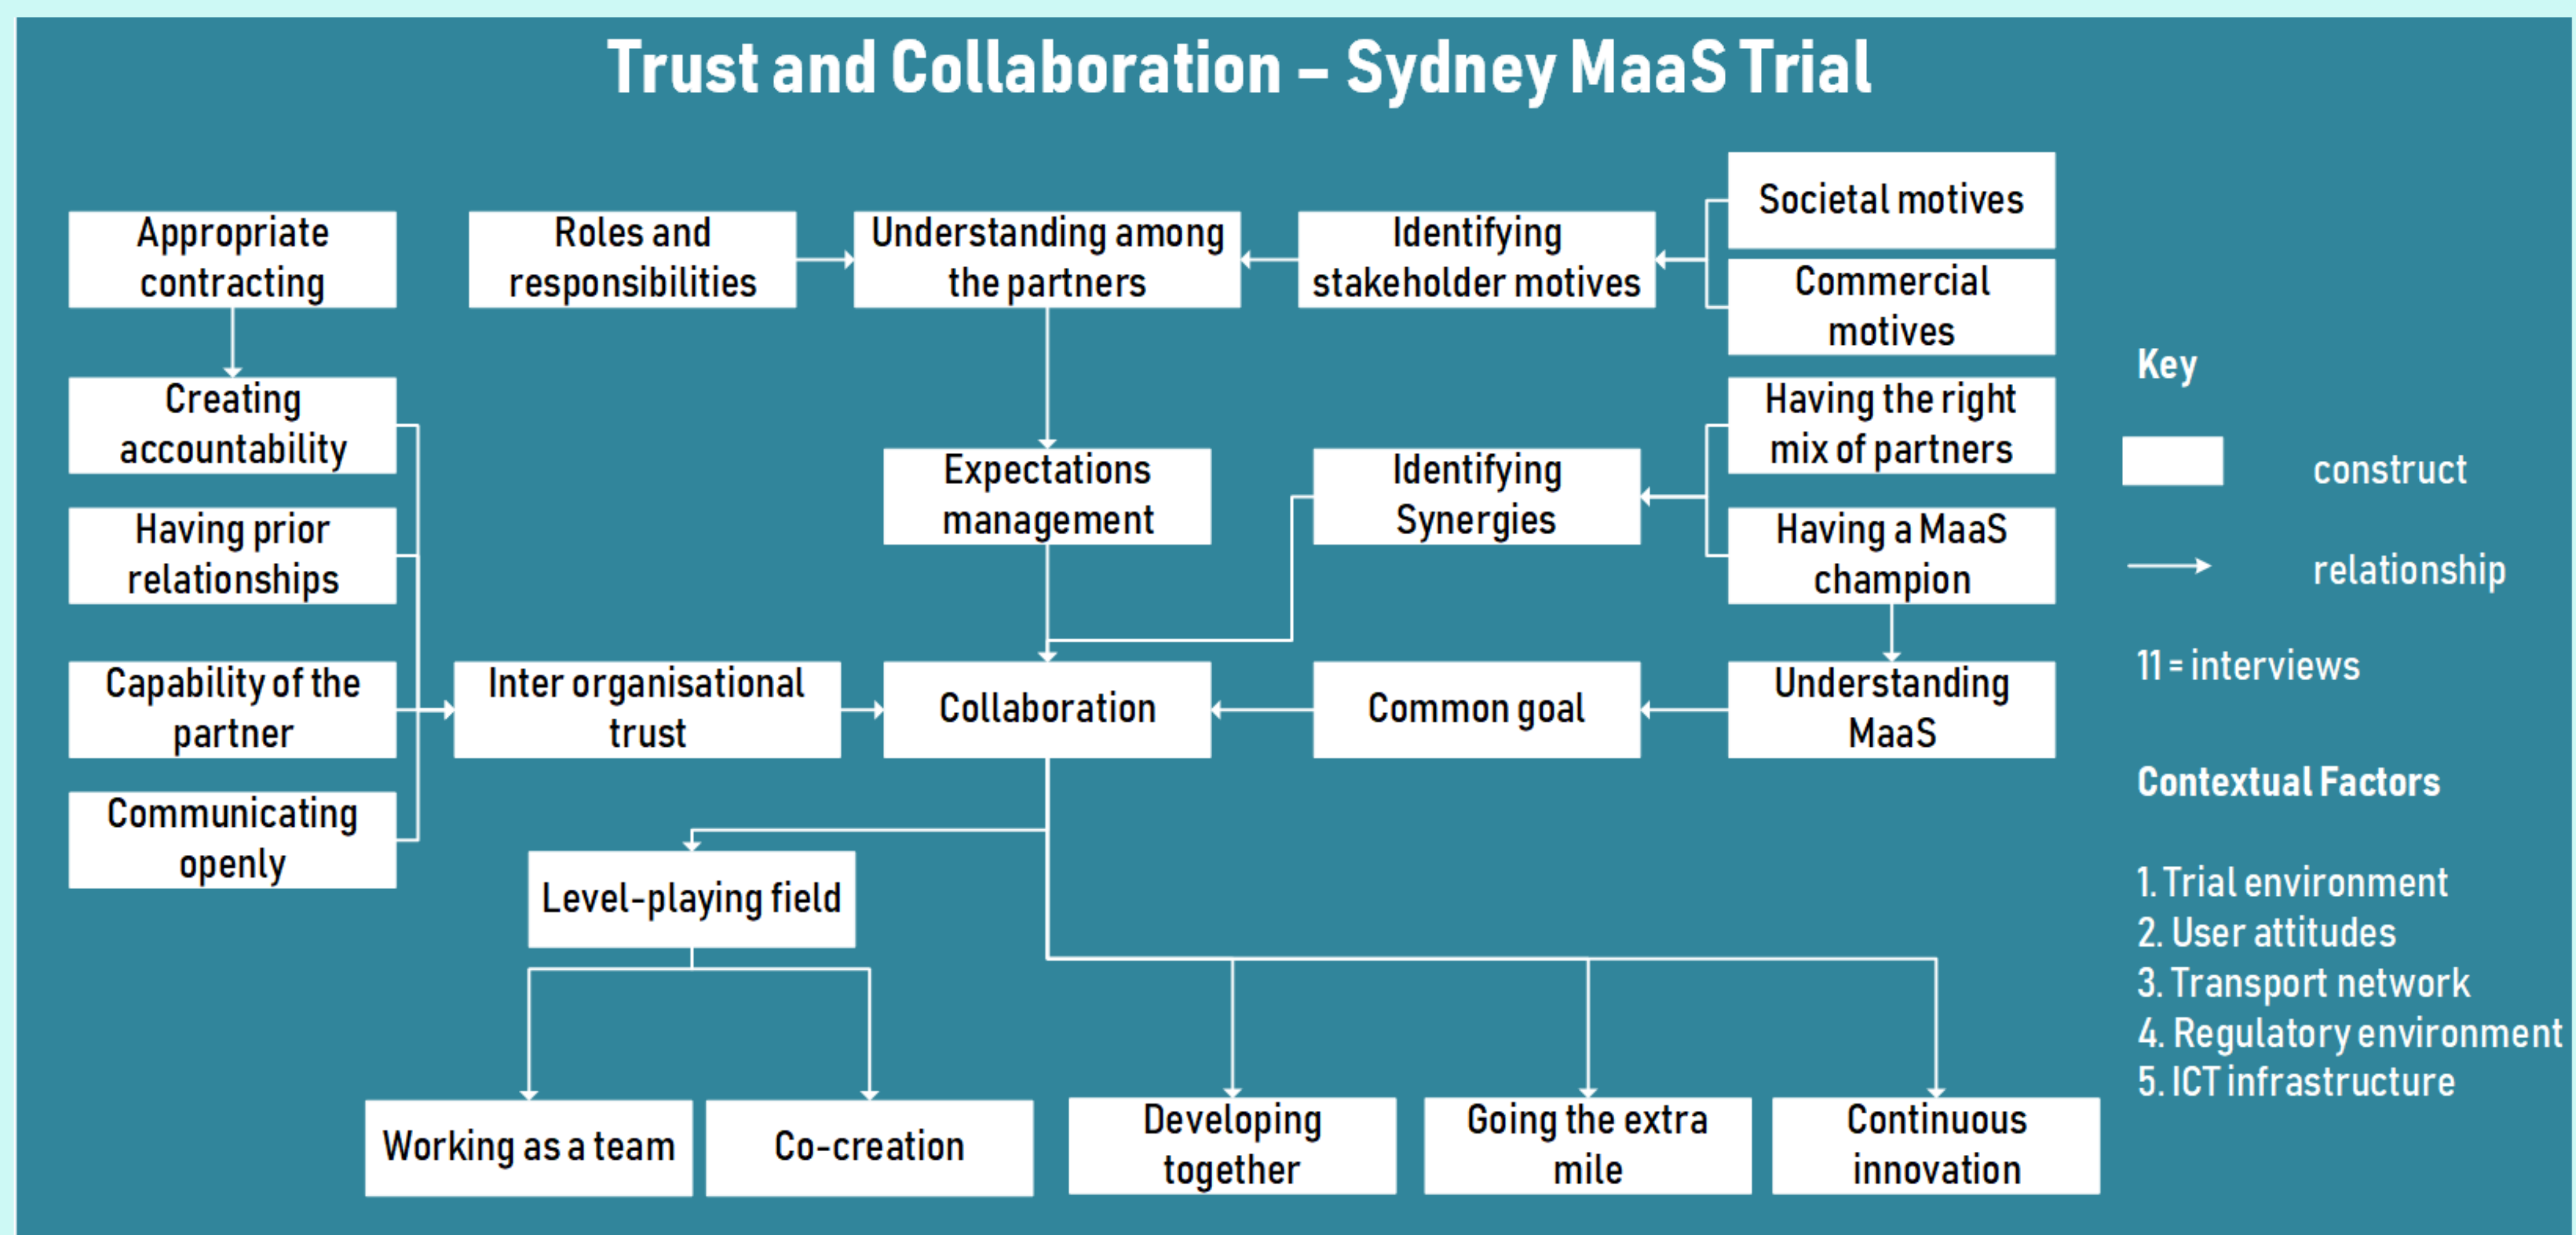 Trust and Collaboration – Sydney MaaS Trial
Appropriate
contracting
Roles and
responsibilities
Understanding among
the partners
Identifying
stakeholder motives
Societal motives
Commercial
motives
Creating
accountability
Having the right
mix of partners
Having prior
relationships
Expectations
management
Identifying
Synergies
Having a MaaS
champion
Capability of the
partner
Inter organisational
trust
Collaboration
Common goal
Understanding
MaaS
Communicating
openly
Level-playing field
Working as a team
Co-creation
Developing
together
Going the extra
mile
Continuous
innovation
Key
construct
relationship
11 = interviews
Contextual Factors
1. Trial environment
2. User attitudes
3. Transport network
4. Regulatory environment
5. ICT infrastructure